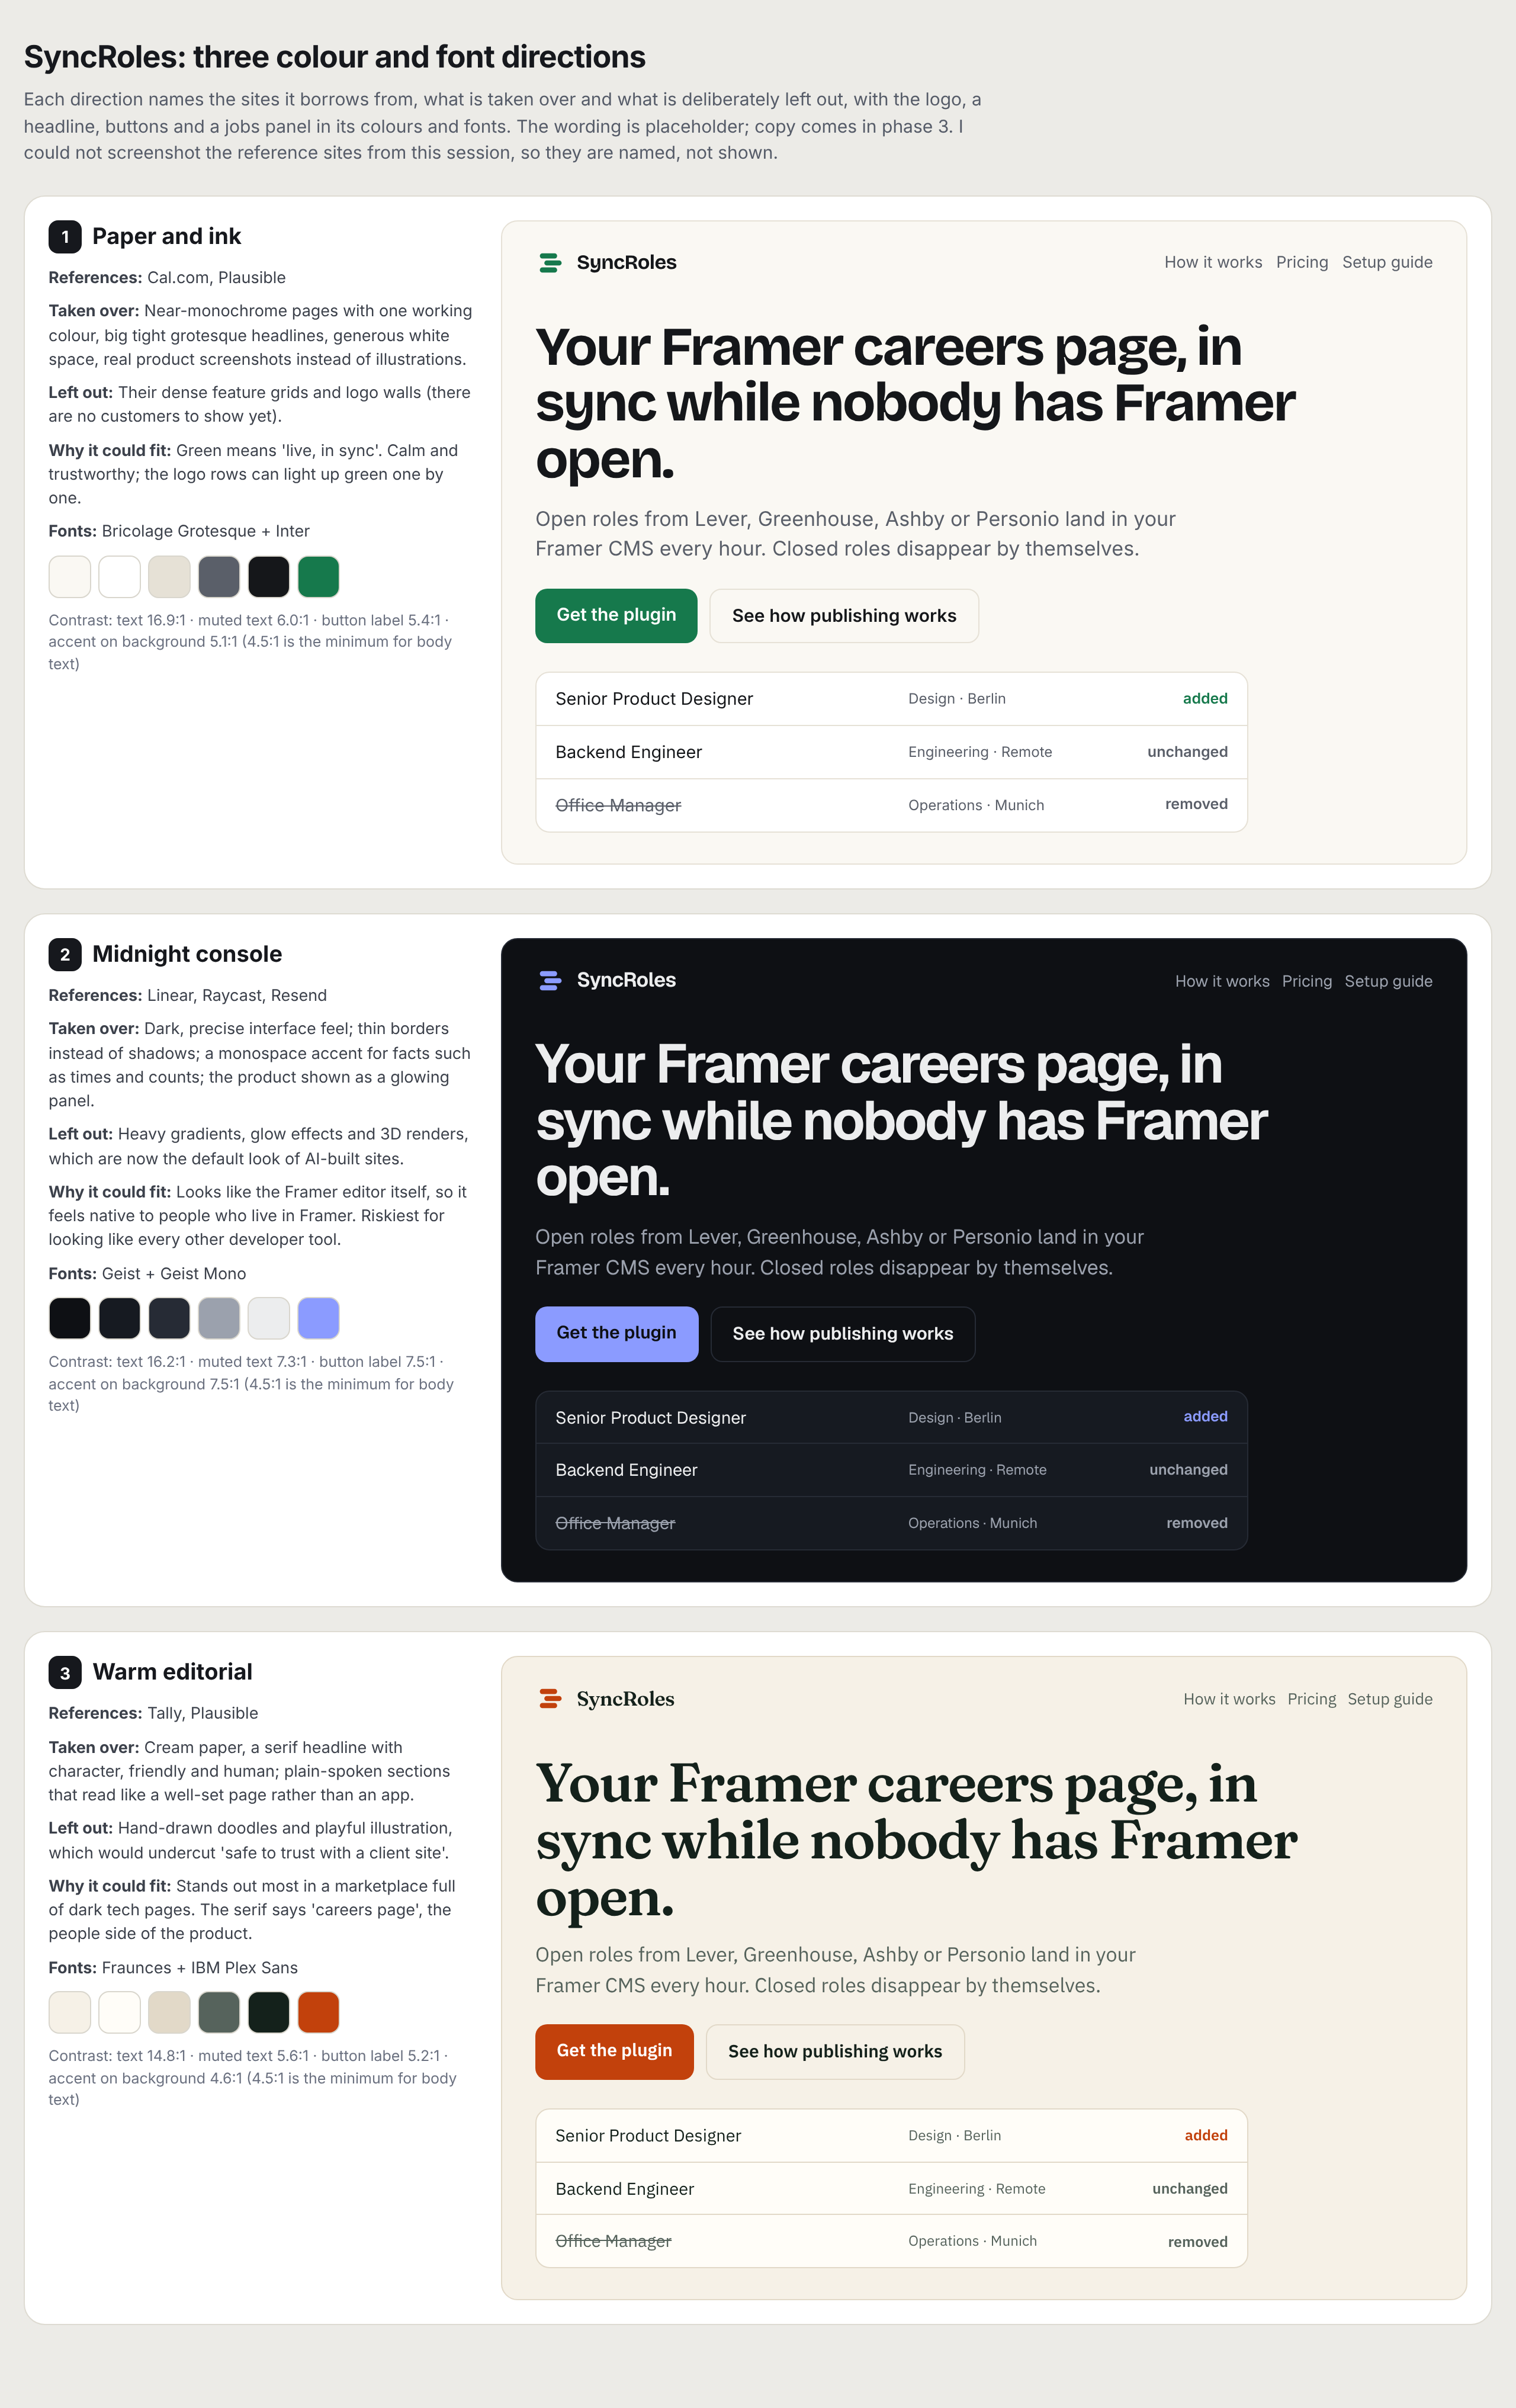 SyncRoles: three colour and font directions
Each direction names the sites it borrows from, what is taken over and what is deliberately left out, with the logo, a
headline, buttons and a jobs panel in its colours and fonts. The wording is placeholder; copy comes in phase 3. I
could not screenshot the reference sites from this session, so they are named, not shown.
1 Paper and ink
References: Cal.com, Plausible
Taken over: Near-monochrome pages with one working
colour, big tight grotesque headlines, generous white
space, real product screenshots instead of illustrations.
Left out: Their dense feature grids and logo walls (there
are no customers to show yet).
Why it could fit: Green means 'live, in sync'. Calm and
trustworthy; the logo rows can light up green one by
one.
Fonts: Bricolage Grotesque + Inter
Contrast: text 16.9:1 · muted text 6.0:1 · button label 5.4:1 ·
accent on background 5.1:1 (4.5:1 is the minimum for body
text)
SyncRoles
How it works Pricing Setup guide
Your Framer careers page, in
sync while nobody has Framer
open.
Open roles from Lever, Greenhouse, Ashby or Personio land in your
Framer CMS every hour. Closed roles disappear by themselves.
Get the plugin See how publishing works
Senior Product Designer Design · Berlin added
Backend Engineer Engineering · Remote unchanged
Office Manager Operations · Munich removed
2 Midnight console
References: Linear, Raycast, Resend
Taken over: Dark, precise interface feel; thin borders
instead of shadows; a monospace accent for facts such
as times and counts; the product shown as a glowing
panel.
Left out: Heavy gradients, glow effects and 3D renders,
which are now the default look of AI-built sites.
Why it could fit: Looks like the Framer editor itself, so it
feels native to people who live in Framer. Riskiest for
looking like every other developer tool.
Fonts: Geist + Geist Mono
Contrast: text 16.2:1 · muted text 7.3:1 · button label 7.5:1 ·
accent on background 7.5:1 (4.5:1 is the minimum for body
text)
SyncRoles
How it works Pricing Setup guide
Your Framer careers page, in
sync while nobody has Framer
open.
Open roles from Lever, Greenhouse, Ashby or Personio land in your
Framer CMS every hour. Closed roles disappear by themselves.
Get the plugin See how publishing works
Senior Product Designer Design · Berlin added
Backend Engineer Engineering · Remote unchanged
Office Manager Operations · Munich removed
3 Warm editorial
References: Tally, Plausible
Taken over: Cream paper, a serif headline with
character, friendly and human; plain-spoken sections
that read like a well-set page rather than an app.
Left out: Hand-drawn doodles and playful illustration,
which would undercut 'safe to trust with a client site'.
Why it could fit: Stands out most in a marketplace full
of dark tech pages. The serif says 'careers page', the
people side of the product.
Fonts: Fraunces + IBM Plex Sans
Contrast: text 14.8:1 · muted text 5.6:1 · button label 5.2:1 ·
accent on background 4.6:1 (4.5:1 is the minimum for body
text)
SyncRoles
How it works Pricing Setup guide
Your Framer careers page, in
sync while nobody has Framer
open.
Open roles from Lever, Greenhouse, Ashby or Personio land in your
Framer CMS every hour. Closed roles disappear by themselves.
Get the plugin See how publishing works
Senior Product Designer Design · Berlin added
Backend Engineer Engineering · Remote unchanged
Office Manager Operations · Munich removed